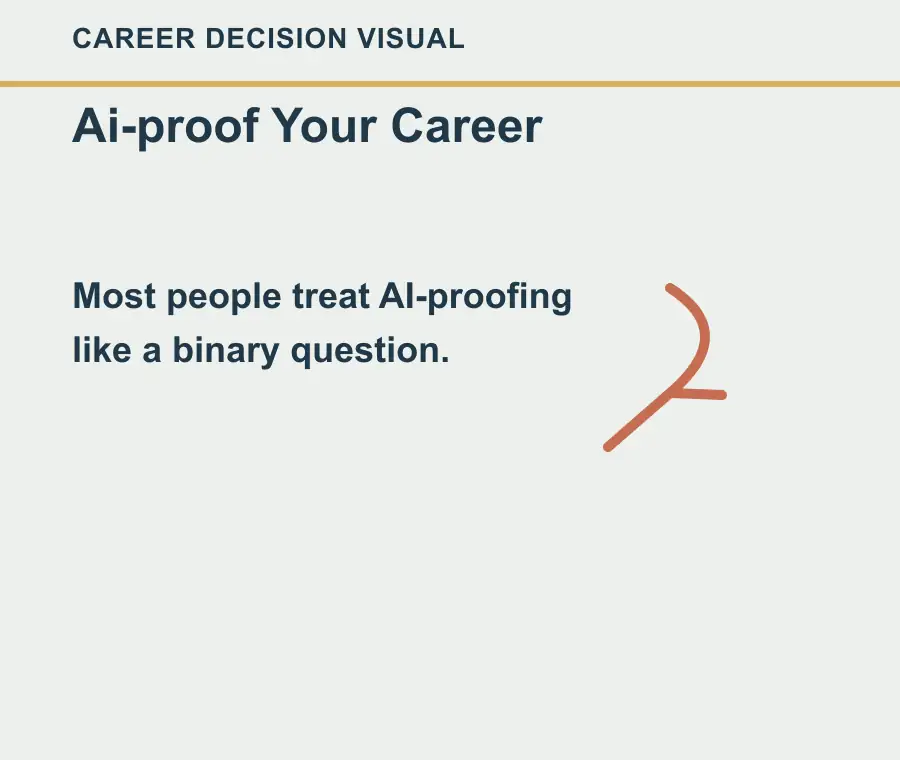 CAREER DECISION VISUAL
Ai-proof Your Career
Most people treat AI-proofing
like a binary question.